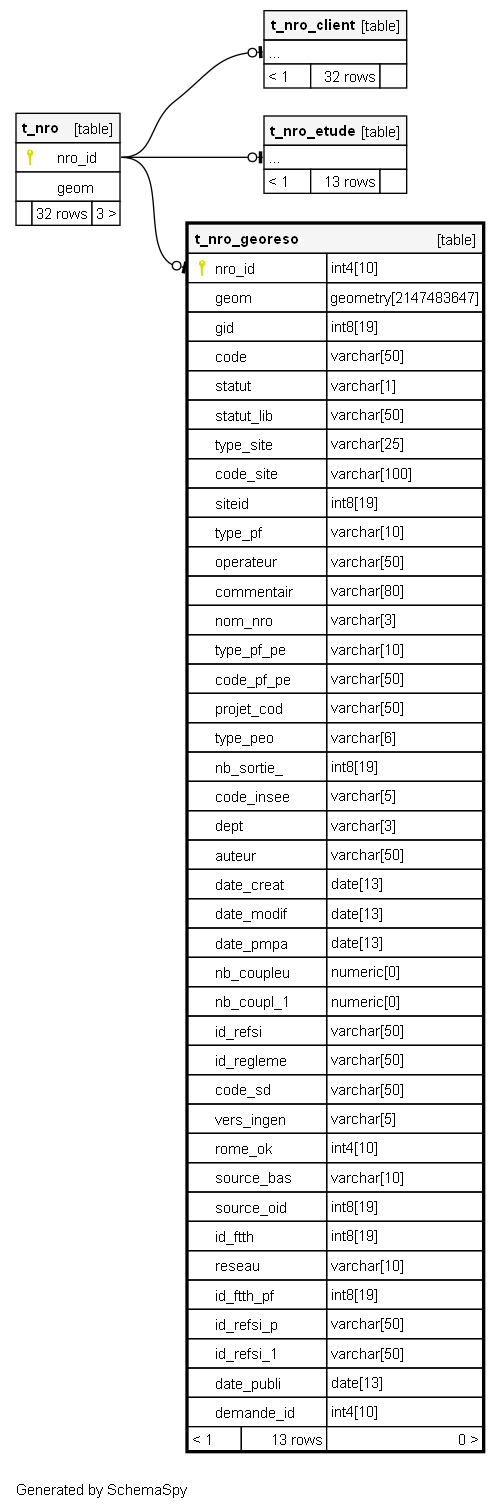 t_nro_client [table]
...
< 1 32 rows
t_nro [table]
nro_id
geom
32 rows 3 >
t_nro_etude [table]
...
< 1 13 rows
t_nro_georeso [table]
nro_id int4[10]
geom geometry[2147483647]
gid int8[19]
code varchar[50]
statut varchar[1]
statut_lib varchar[50]
type_site varchar[25]
code_site varchar[100]
siteid int8[19]
type_pf varchar[10]
operateur varchar[50]
commentair varchar[80]
nom_nro varchar[3]
type_pf_pe varchar[10]
code_pf_pe varchar[50]
projet_cod varchar[50]
type_peo varchar[6]
nb_sortie_ int8[19]
code_insee varchar[5]
dept varchar[3]
auteur varchar[50]
date_creat date[13]
date_modif date[13]
date_pmpa date[13]
nb_coupleu numeric[0]
nb_coupl_1 numeric[0]
id_refsi varchar[50]
id_regleme varchar[50]
code_sd varchar[50]
vers_ingen varchar[5]
rome_ok int4[10]
source_bas varchar[10]
source_oid int8[19]
id_ftth int8[19]
reseau varchar[10]
id_ftth_pf int8[19]
id_refsi_p varchar[50]
id_refsi_1 varchar[50]
date_publi date[13]
demande_id int4[10]
< 1 13 rows 0 >
Generated by SchemaSpy